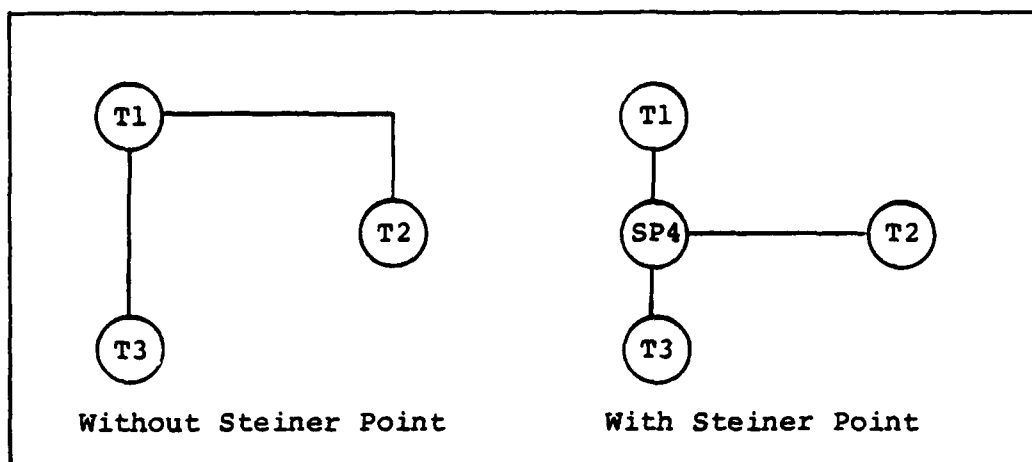 T1 T1
T2 SP4 T2
T3 T3
Without Steiner Point With Steiner Point